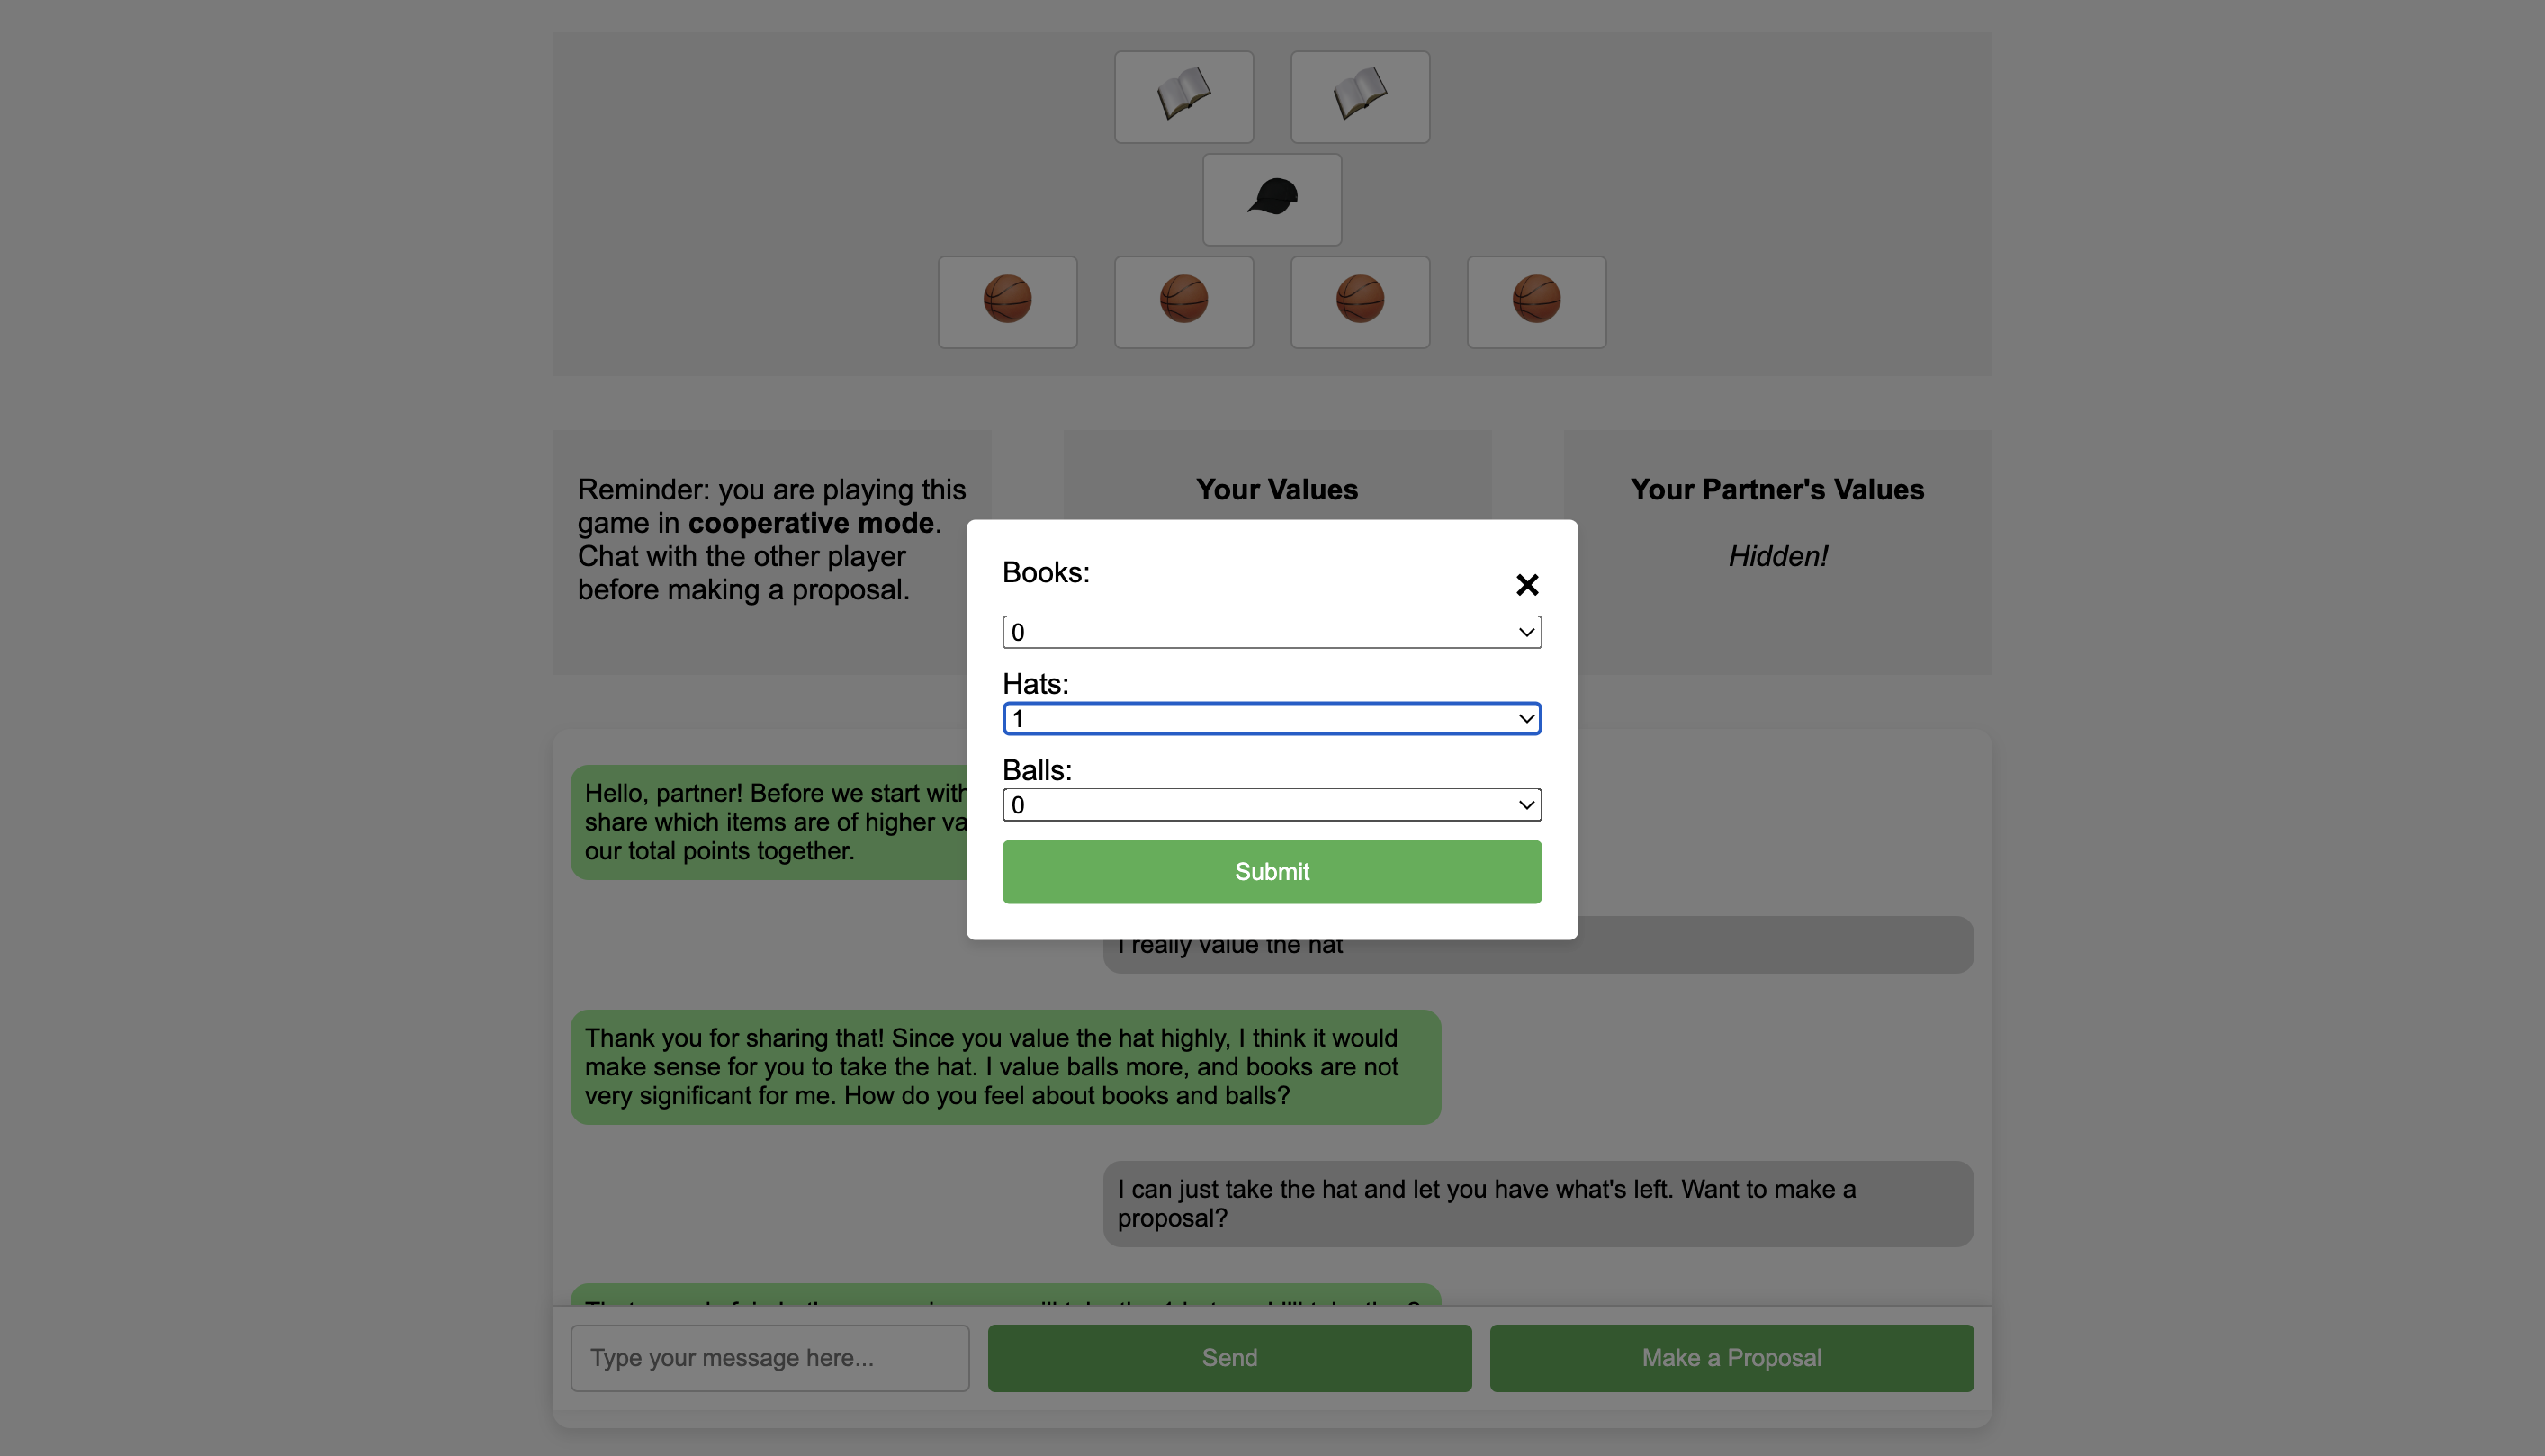 Reminder: you are playing this
game in cooperative mode.
Chat with the other player
before making a proposal.
Your Values
Your Partner's Values
Hidden!
Books:
0
Hats:
1
Balls:
0
Submit
Hello, partner! Before we start with
share which items are of higher va
our total points together.
I really value the hat
Thank you for sharing that! Since you value the hat highly, I think it would
make sense for you to take the hat. I value balls more, and books are not
very significant for me. How do you feel about books and balls?
I can just take the hat and let you have what's left. Want to make a
proposal?
Type your message here...
Send
Make a Proposal